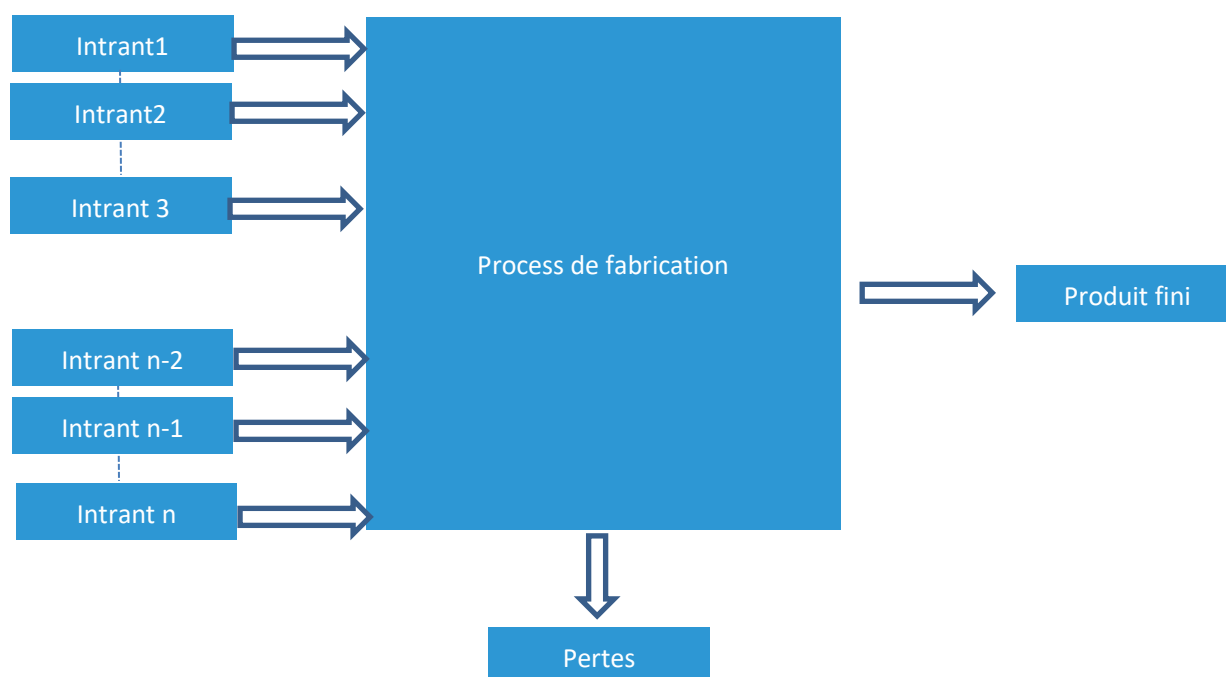 Intrant1
Intrant2
Intrant 3
Process de fabrication
Produit fini
Intrant n-2
Intrant n-1
Intrant n
Pertes